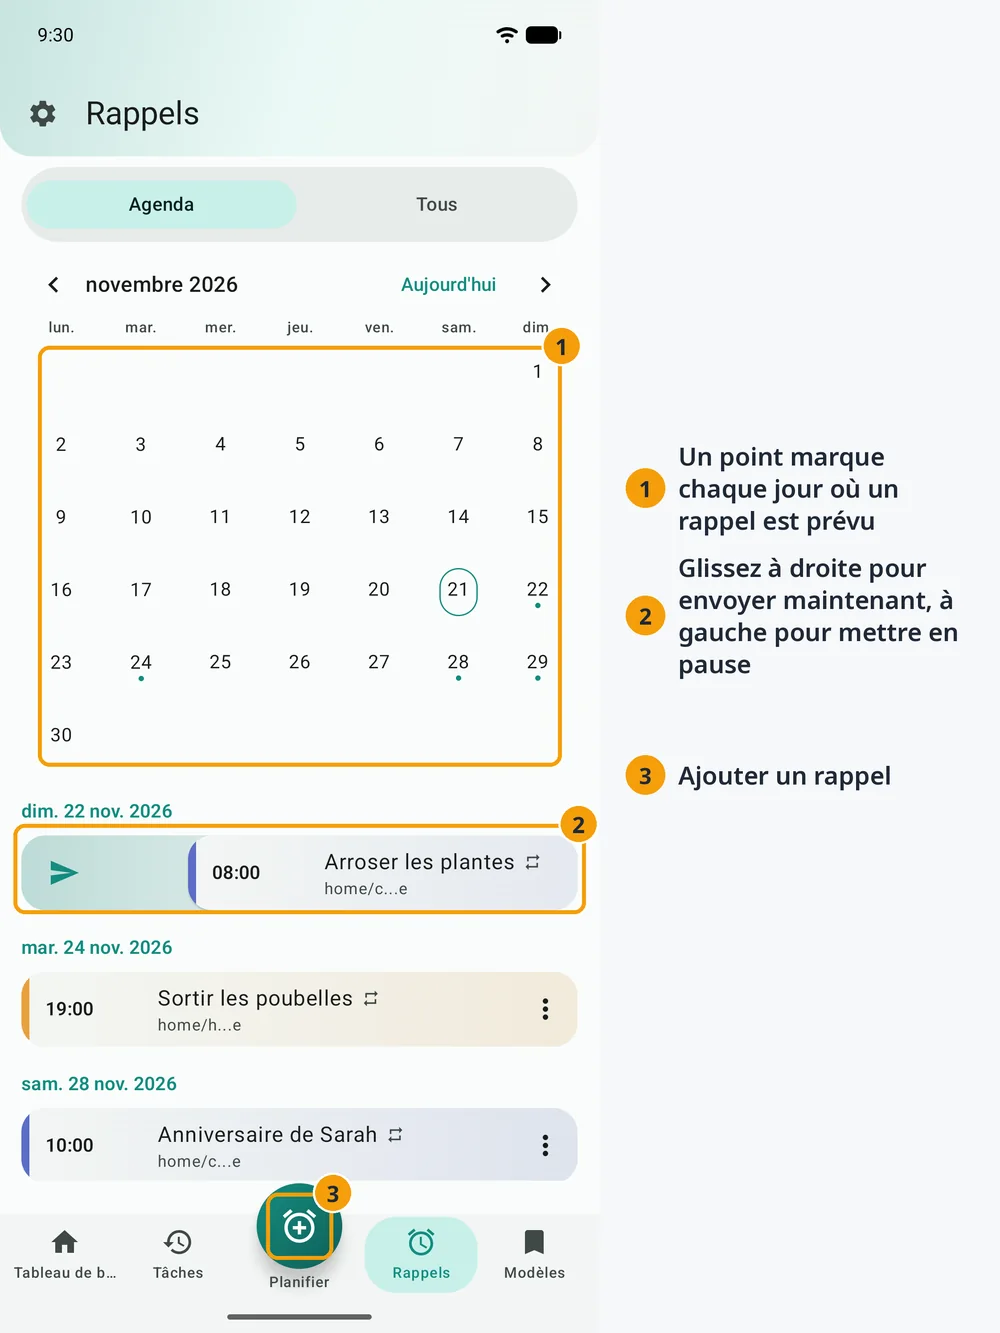 9:30
Rappels
Agenda
Tous
novembre 2026
Aujourd'hui
lun. mar. mer. jeu. ven. sam. dim.
1
1
2 3 4 5 6 7 8
9 10 11 12 13 14 15
16 17 18 19 20 21 22
23 24 25 26 27 28 29
30
dim. 22 nov. 2026
2
08:00
Arroser les plantes
home/c...e
mar. 24 nov. 2026
19:00
Sortir les poubelles
home/h...e
sam. 28 nov. 2026
10:00
Anniversaire de Sarah
home/c...e
3
Tableau de b...
Tâches
Planifier
Rappels
Modèles
1
Un point marque
chaque jour où un
rappel est prévu
2
Glissez à droite pour
envoyer maintenant, à
gauche pour mettre en
pause
3
Ajouter un rappel